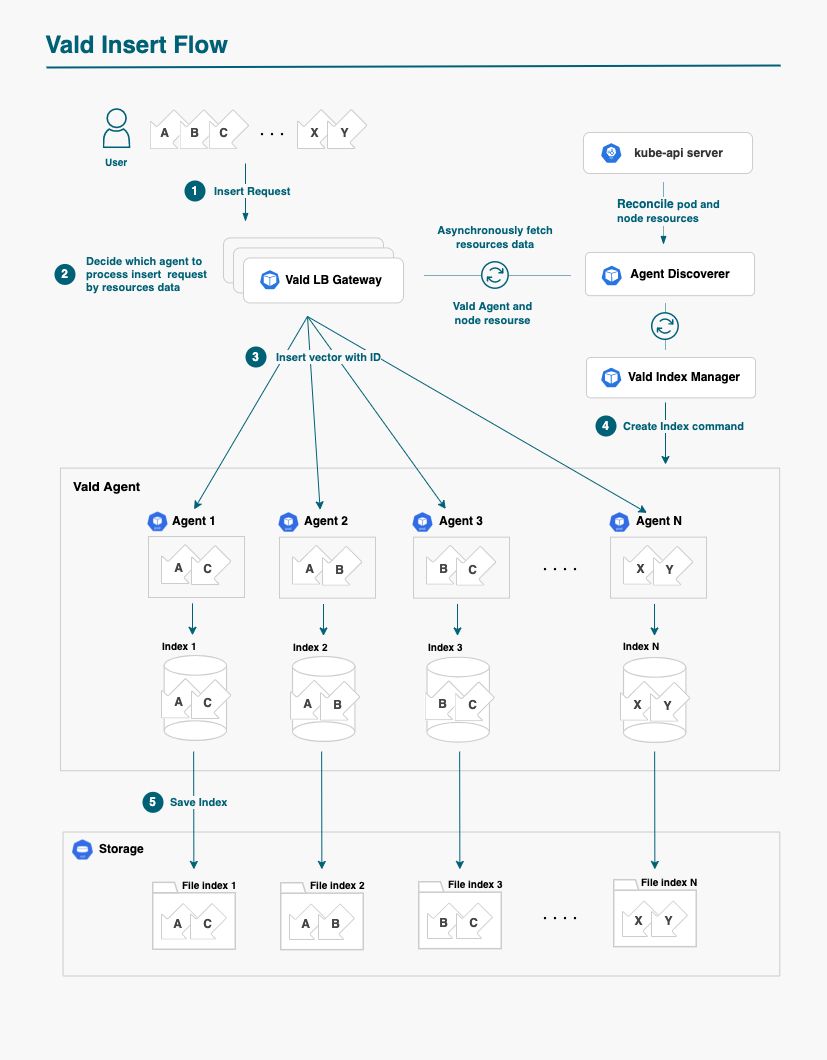 Vald Insert Flow
A B C ... X Y
User
kube-api server
1 Insert Request
Reconcile pod and
node resources
2 Decide which agent to
process insert request
by resources data
Vald LB Gateway
Asynchronously fetch
resources data
Vald Agent and
node resourse
Agent Discoverer
3 Insert vector with ID
Vald Index Manager
4 Create Index command
Vald Agent
Agent 1 Agent 2 Agent 3 Agent N
A C A B B C .... X Y
Index 1 Index 2 Index 3 Index N
A C A B B C X Y
5 Save Index
Storage
File index 1 File index 2 File index 3 File index N
A C A B B C .... X Y